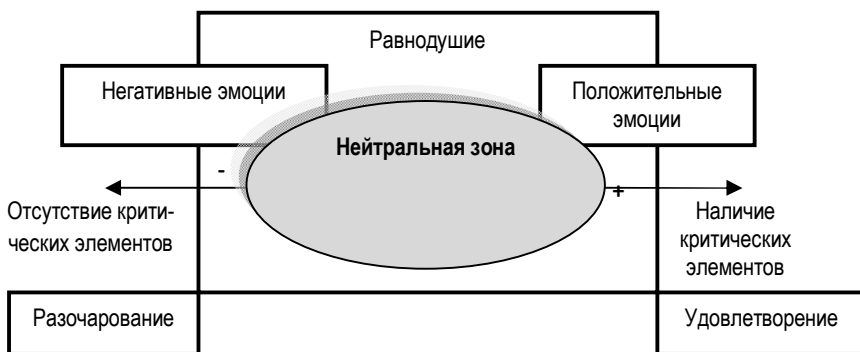 Равнодушие
Негативные эмоции
Положительные
эмоции
Нейтральная зона
-
+
Отсутствие крити-
ческих элементов
Наличие
критических
элементов
Разочарование
Удовлетворение